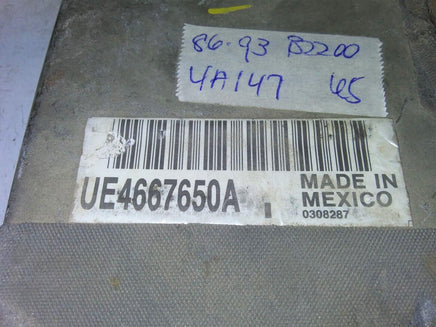 86-93 B2200
4A147 65
UE4667650A
MADE IN
MEXICO
0308287